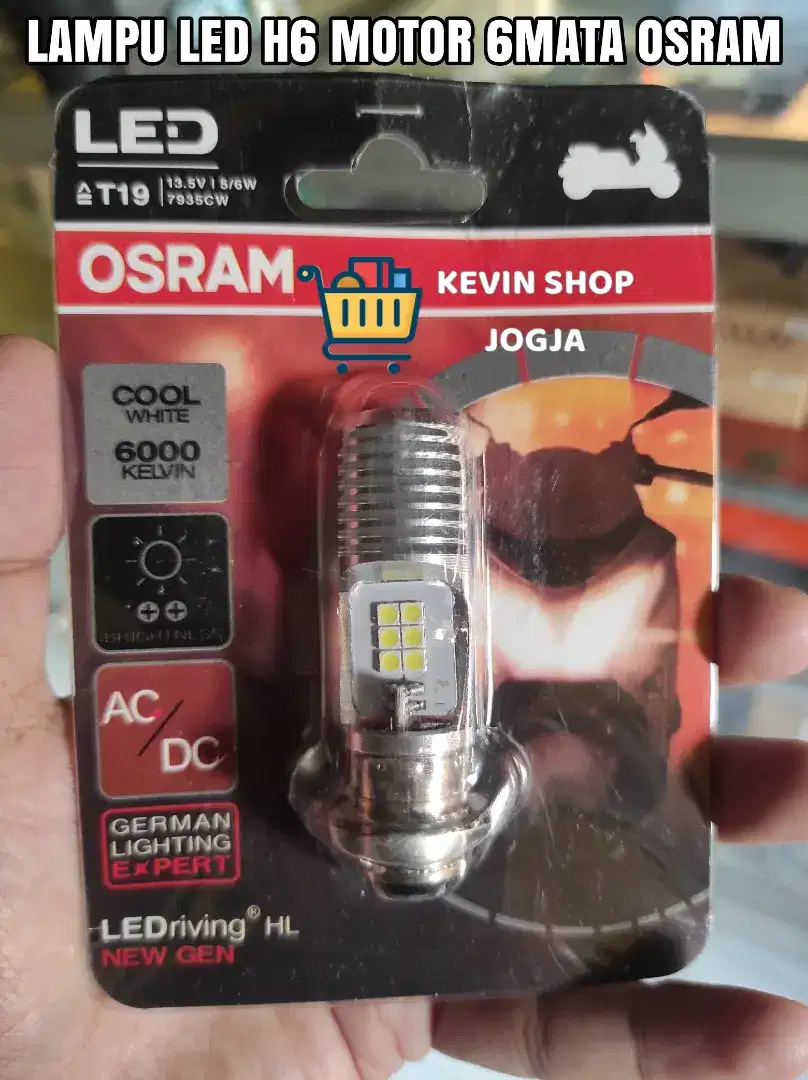 LAMPU LED H6 MOTOR 6MATA OSRAM
LED
≙T19 | 13.5V | 5/6W
7935CW
OSRAM
KEVIN SHOP
JOGJA
COOL
WHITE
6000
KELVIN
BRIGHTNESS
AC/DC
GERMAN
LIGHTING
EXPERT
LEDriving® HL
NEW GEN